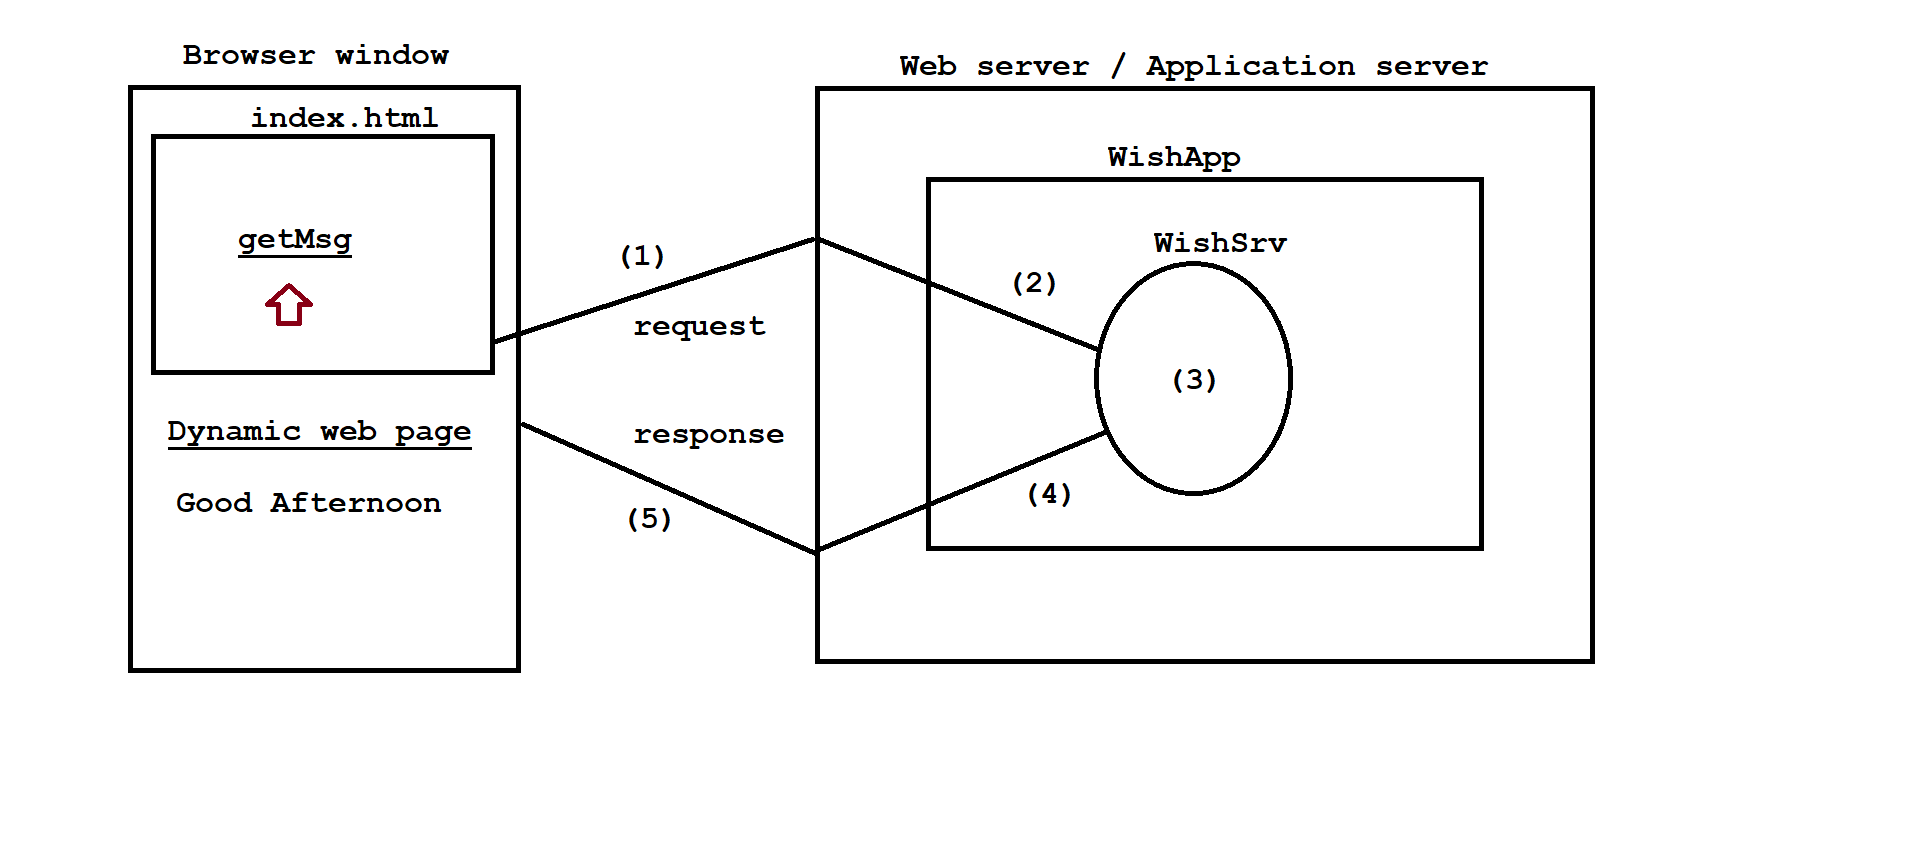 Browser window
index.html
getMsg
Dynamic web page
Good Afternoon
(1)
request
response
(5)
Web server / Application server
WishApp
WishSrv
(2)
(3)
(4)